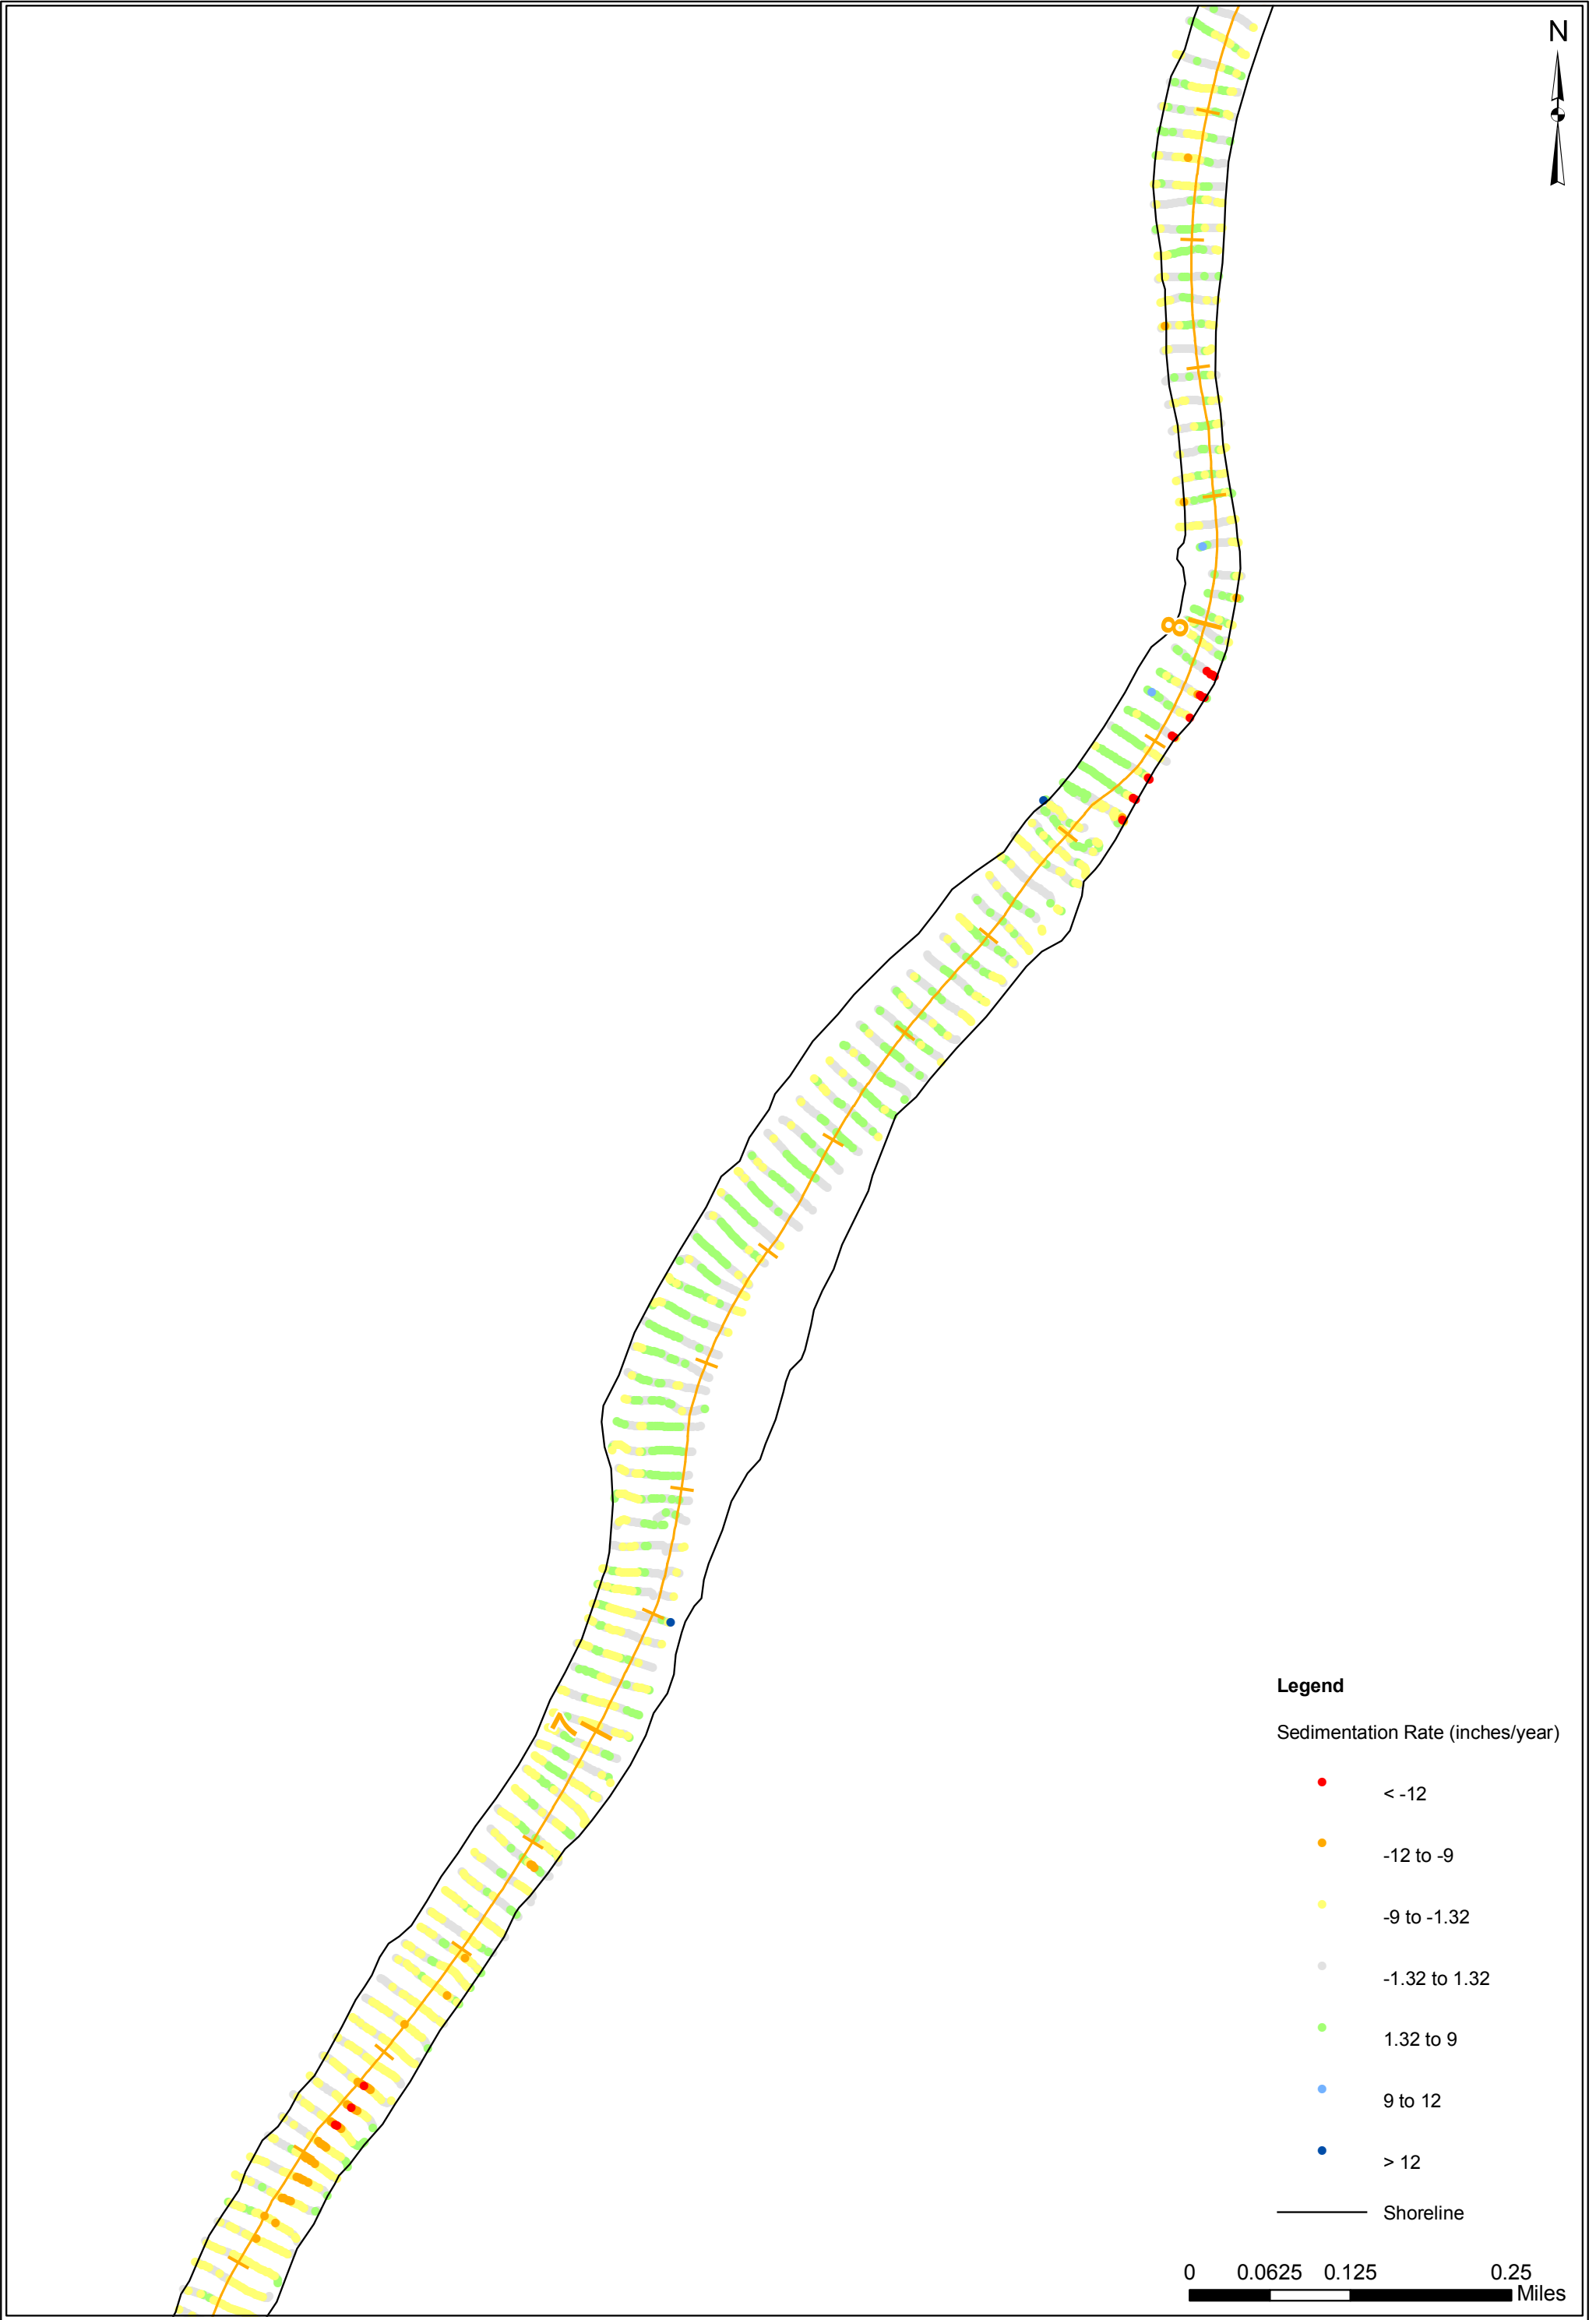 N
8
7
Legend
Sedimentation Rate (inches/year)
< -12
-12 to -9
-9 to -1.32
-1.32 to 1.32
1.32 to 9
9 to 12
> 12
Shoreline
0 0.0625 0.125 0.25
Miles